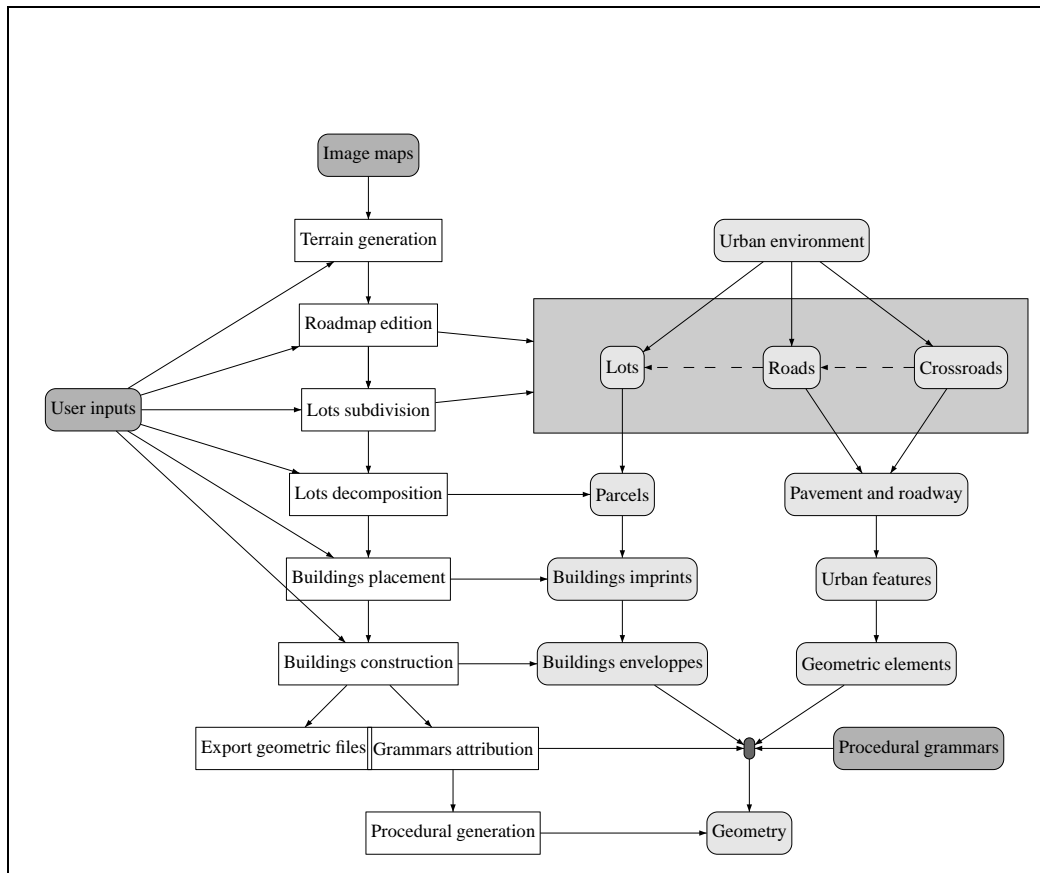 Image maps
Terrain generation
Urban environment
Roadmap edition
Lots
Roads
Crossroads
User inputs
Lots subdivision
Lots decomposition
Parcels
Pavement and roadway
Buildings placement
Buildings imprints
Urban features
Buildings construction
Buildings enveloppes
Geometric elements
Export geometric files
Grammars attribution
Procedural grammars
Procedural generation
Geometry